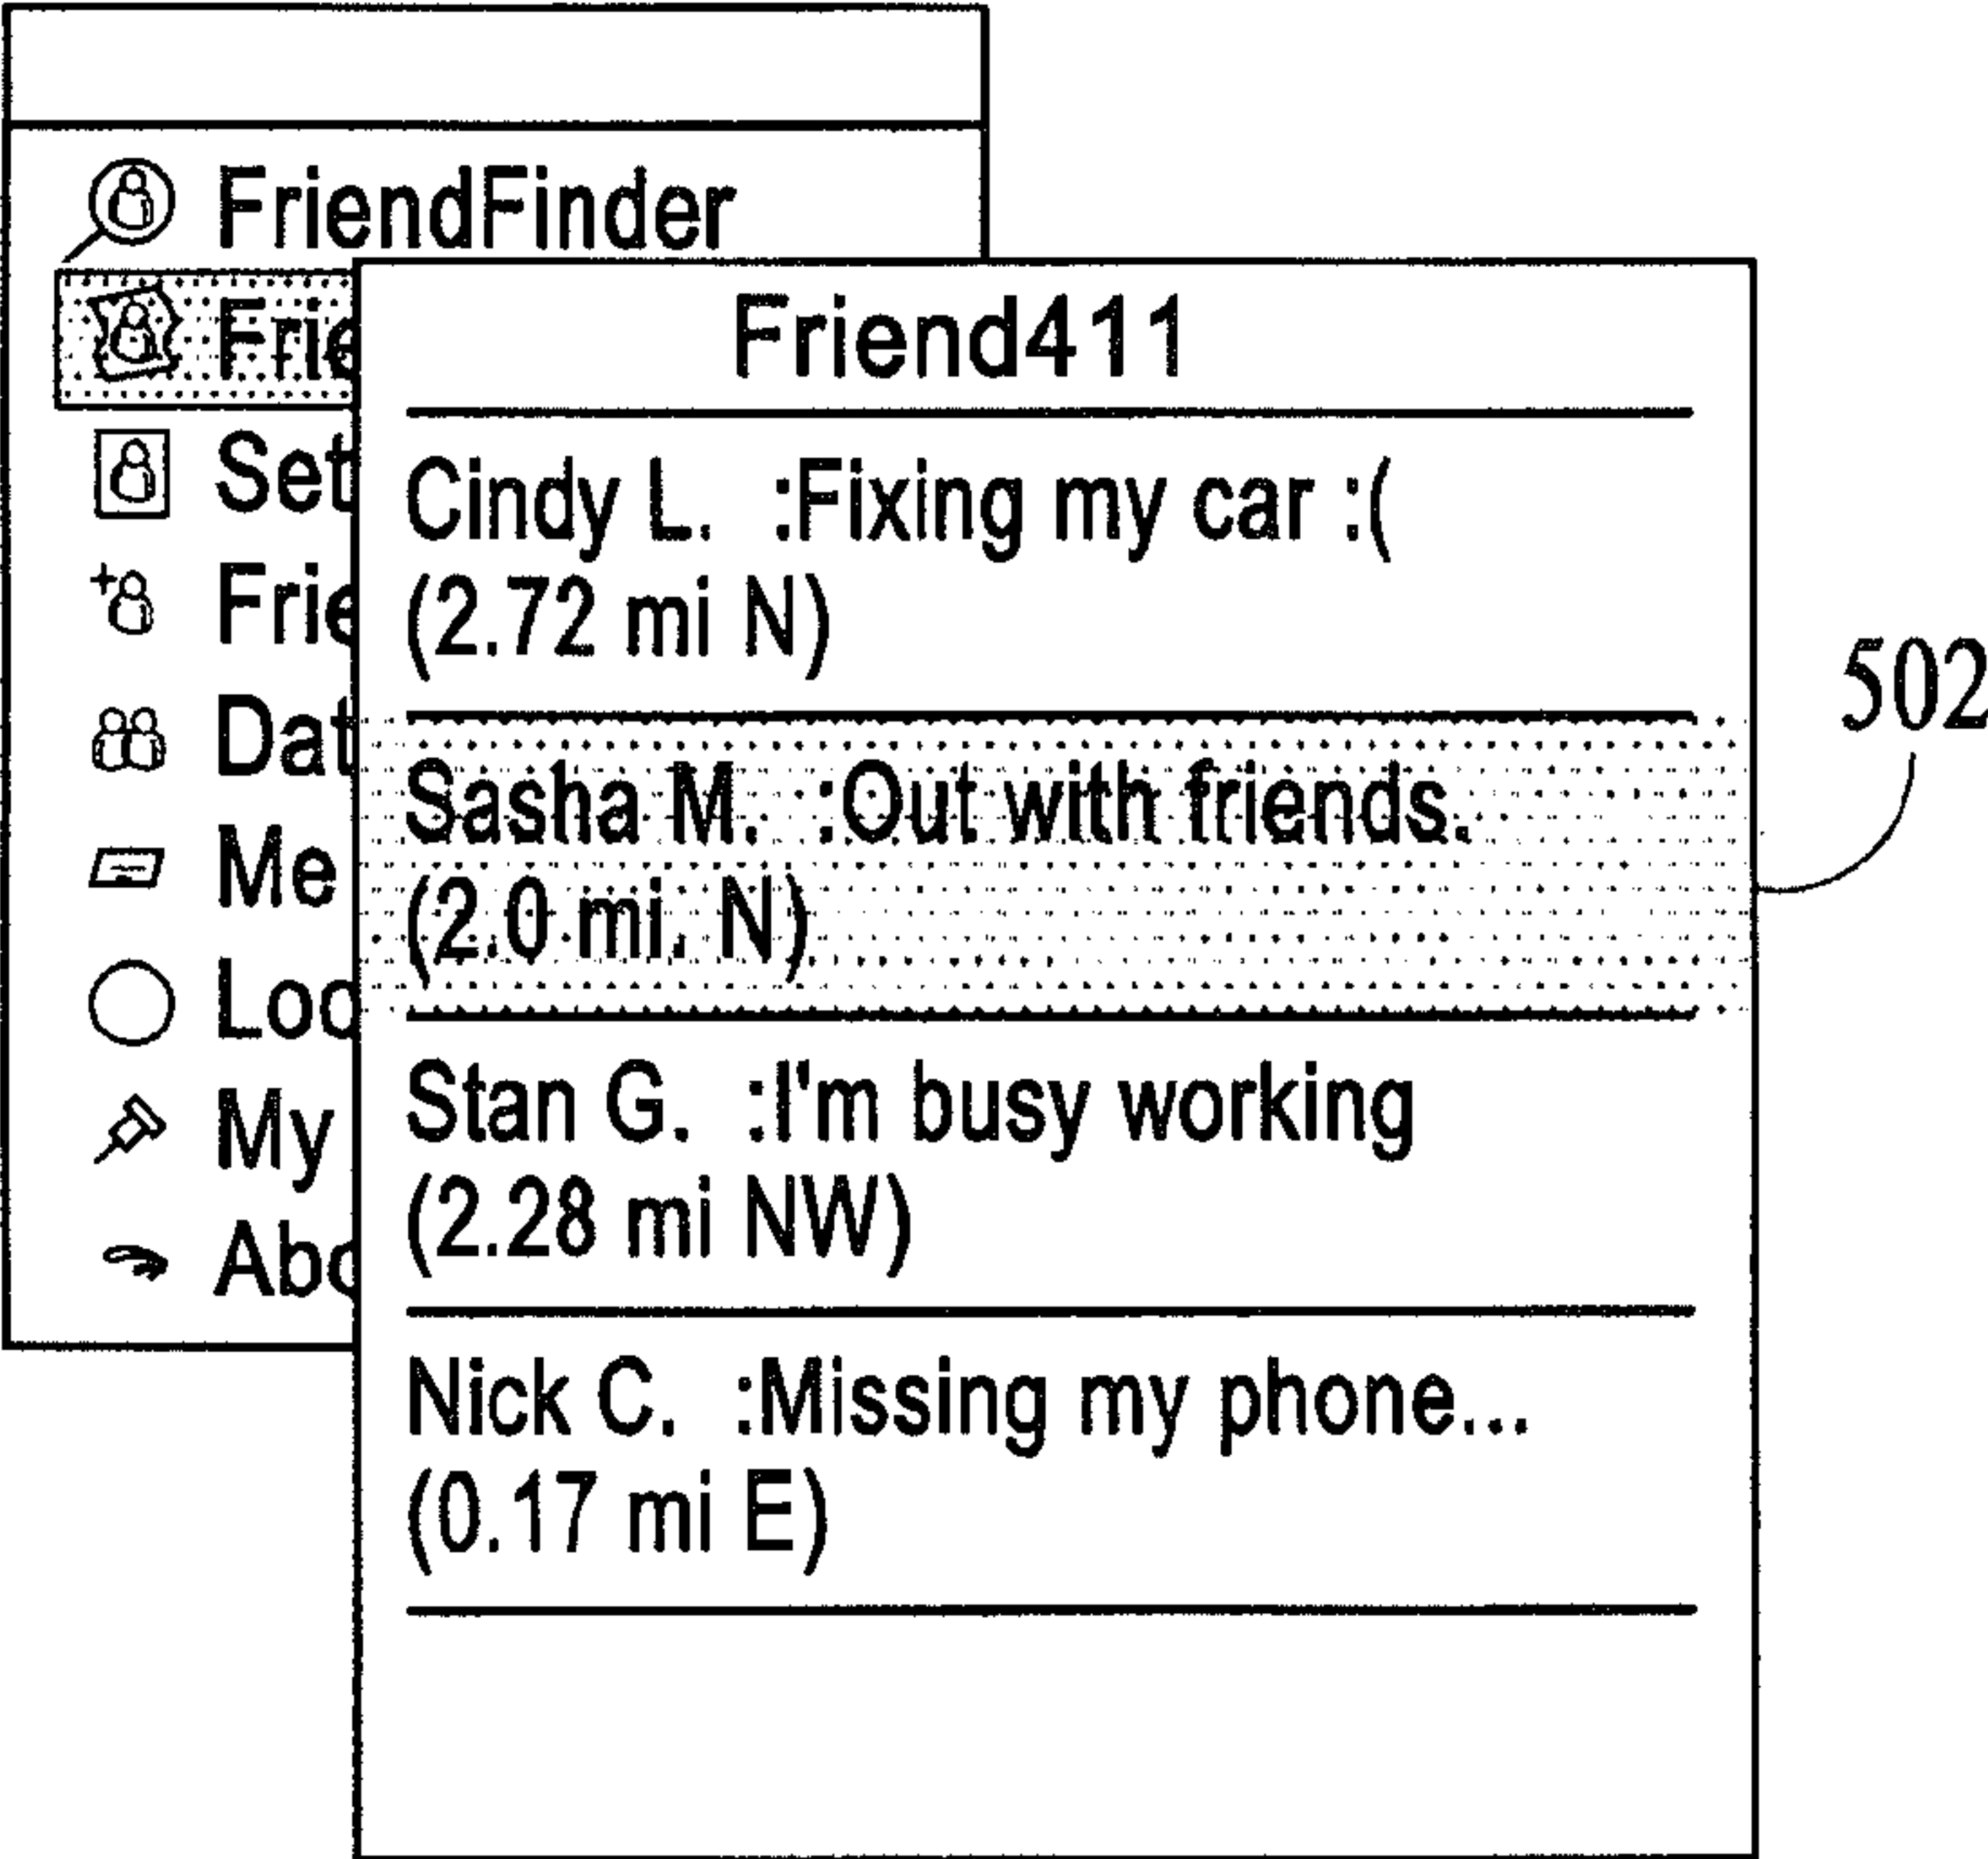 FriendFinder
Frie
Set
Frie
Dat
Me
Loc
My
Abo
Friend411
Cindy L. :Fixing my car :(
(2.72 mi N)
Sasha M. :Out with friends.
(2.0 mi. N)
Stan G. :I'm busy working
(2.28 mi NW)
Nick C. :Missing my phone...
(0.17 mi E)
502